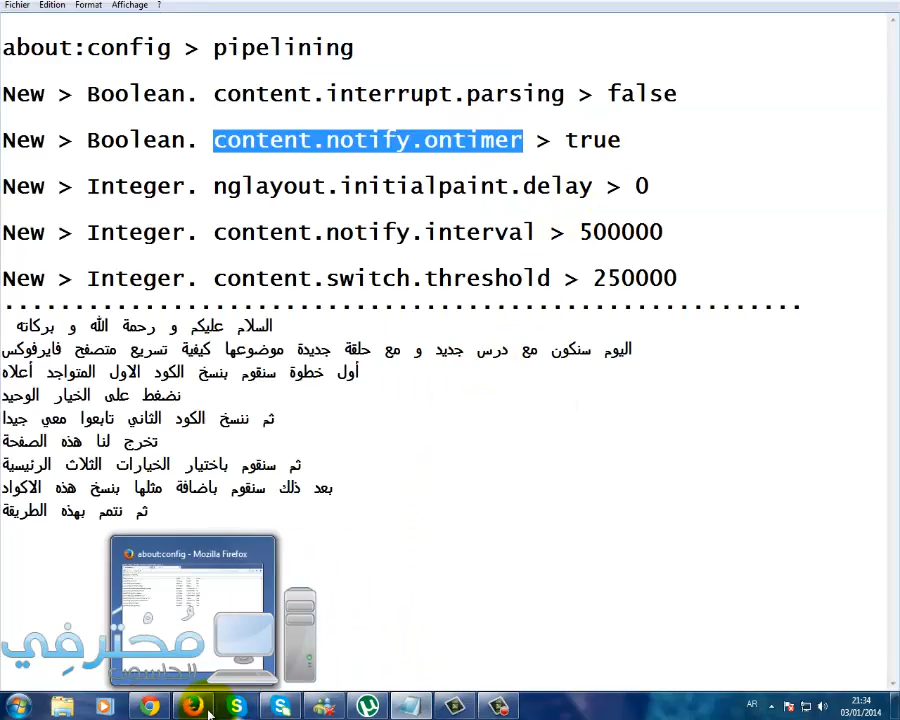 Fichier Edition Format Affichage ?
about:config > pipelining
New > Boolean. content.interrupt.parsing > false
New > Boolean. content.notify.ontimer > true
New > Integer. nglayout.initialpaint.delay > 0
New > Integer. content.notify.interval > 500000
New > Integer. content.switch.threshold > 250000
.........................................................
السلام عليكم و رحمة الله و بركاته
اليوم سنكون مع درس جديد و مع حلقة جديدة موضوعها كيفية تسريع متصفح فايرفوكس
أول خطوة سنقوم بنسخ الكود الاول المتواجد أعلاه
نضغط على الخيار الوحيد
ثم ننسخ الكود الثاني تابعوا معي جيدا
تخرج لنا هذه الصفحة
ثم سنقوم باختيار الخيارات الثلاث الرئيسية
بعد ذلك سنقوم باضافة مثلها بنسخ هذه الاكواد
ثم نتمم بهذه الطريقة
about:config - Mozilla Firefox
مُحْترفي
الحاسوب
AR
21:34
03/01/2014